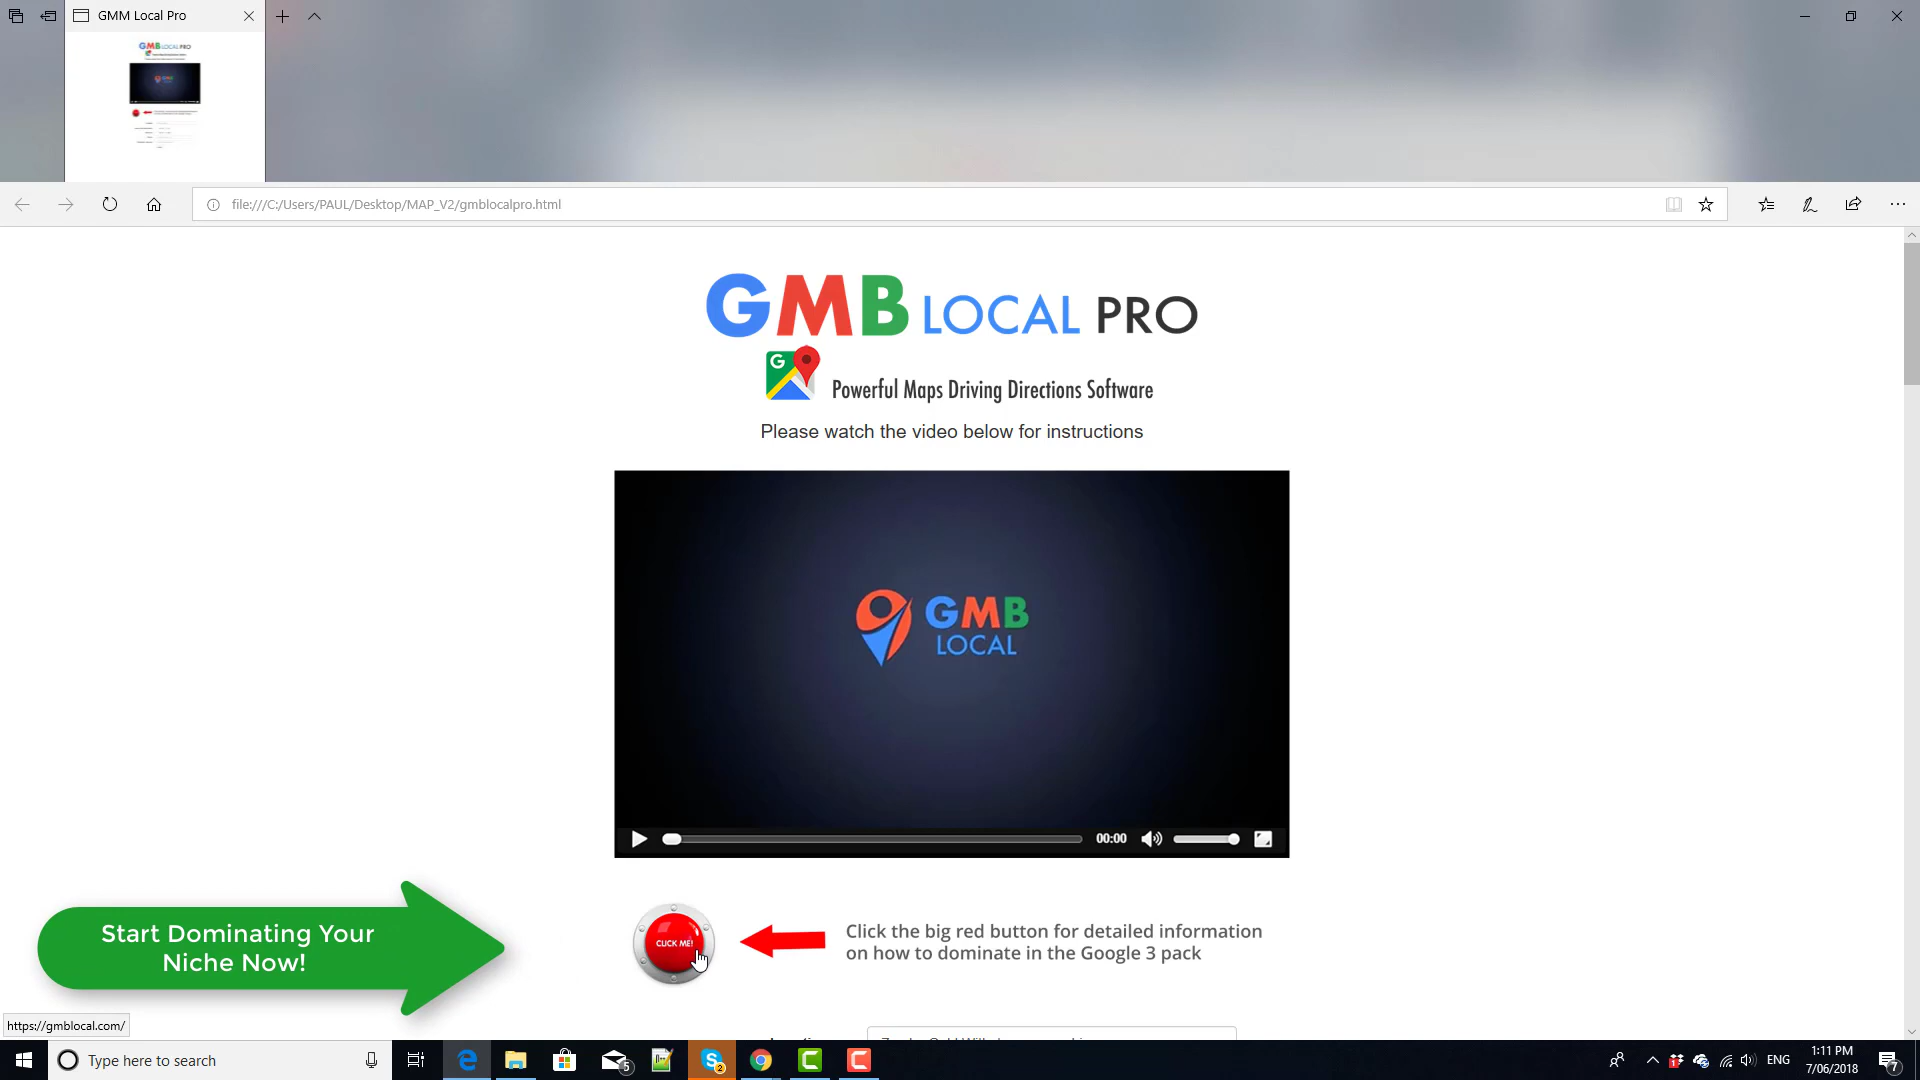 GMM Local Pro
file:///C:/Users/PAUL/Desktop/MAP_V2/gmblocalpro.html
GMB LOCAL PRO
G
Powerful Maps Driving Directions Software
Please watch the video below for instructions
GMB
LOCAL
00:00
Start Dominating Your
Niche Now!
CLICK ME!
Click the big red button for detailed information
on how to dominate in the Google 3 pack
https://gmblocal.com/
Type here to search
5
2
ENG
1:11 PM
7/06/2018
7